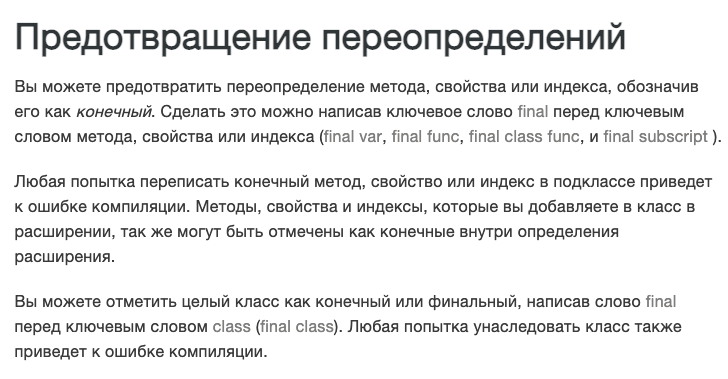 Предотвращение переопределений
Вы можете предотвратить переопределение метода, свойства или индекса, обозначив
его как конечный. Сделать это можно написав ключевое слово final перед ключевым
словом метода, свойства или индекса (final var, final func, final class func, и final subscript ).
Любая попытка переписать конечный метод, свойство или индекс в подклассе приведет
к ошибке компиляции. Методы, свойства и индексы, которые вы добавляете в класс в
расширении, так же могут быть отмечены как конечные внутри определения
расширения.
Вы можете отметить целый класс как конечный или финальный, написав слово final
перед ключевым словом class (final class). Любая попытка унаследовать класс также
приведет к ошибке компиляции.